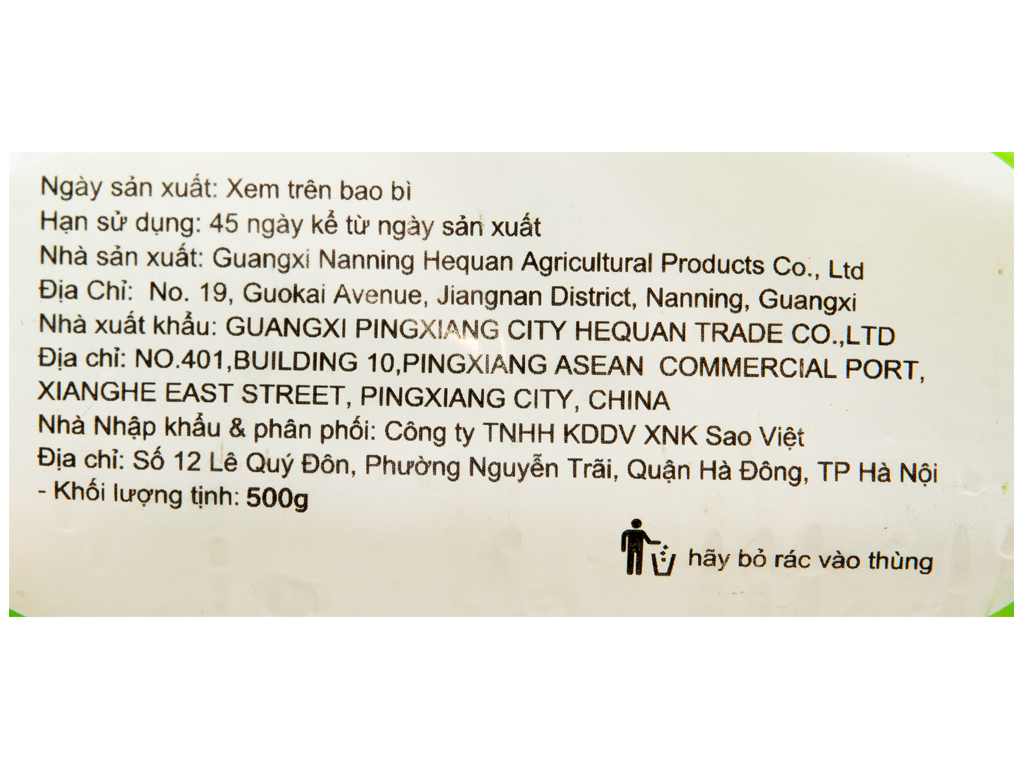 Ngày sản xuất: Xem trên bao bì
Hạn sử dụng: 45 ngày kể từ ngày sản xuất
Nhà sản xuất: Guangxi Nanning Hequan Agricultural Products Co., Ltd
Địa Chỉ: No. 19, Guokai Avenue, Jiangnan District, Nanning, Guangxi
Nhà xuất khẩu: GUANGXI PINGXIANG CITY HEQUAN TRADE CO.,LTD
Địa chỉ: NO.401,BUILDING 10,PINGXIANG ASEAN COMMERCIAL PORT,
XIANGHE EAST STREET, PINGXIANG CITY, CHINA
Nhà Nhập khẩu & phân phối: Công ty TNHH KDDV XNK Sao Việt
Địa chỉ: Số 12 Lê Quý Đôn, Phường Nguyễn Trãi, Quận Hà Đông, TP Hà Nội
- Khối lượng tịnh: 500g
hãy bỏ rác vào thùng